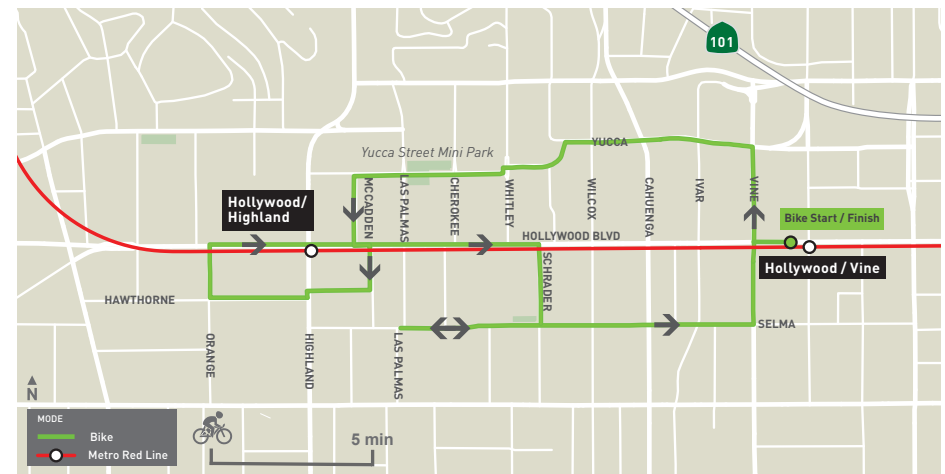 101
YUCCA
Yucca Street Mini Park
MCCADDEN
LAS PALMAS
CHEROKEE
WHITLEY
WILCOX
CAHUENGA
IVAR
VINE
Hollywood/
Highland
Bike Start / Finish
HOLLYWOOD BLVD
Hollywood / Vine
SCHRADER
HAWTHORNE
SELMA
ORANGE
HIGHLAND
LAS PALMAS
N
MODE
Bike
Metro Red Line
5 min